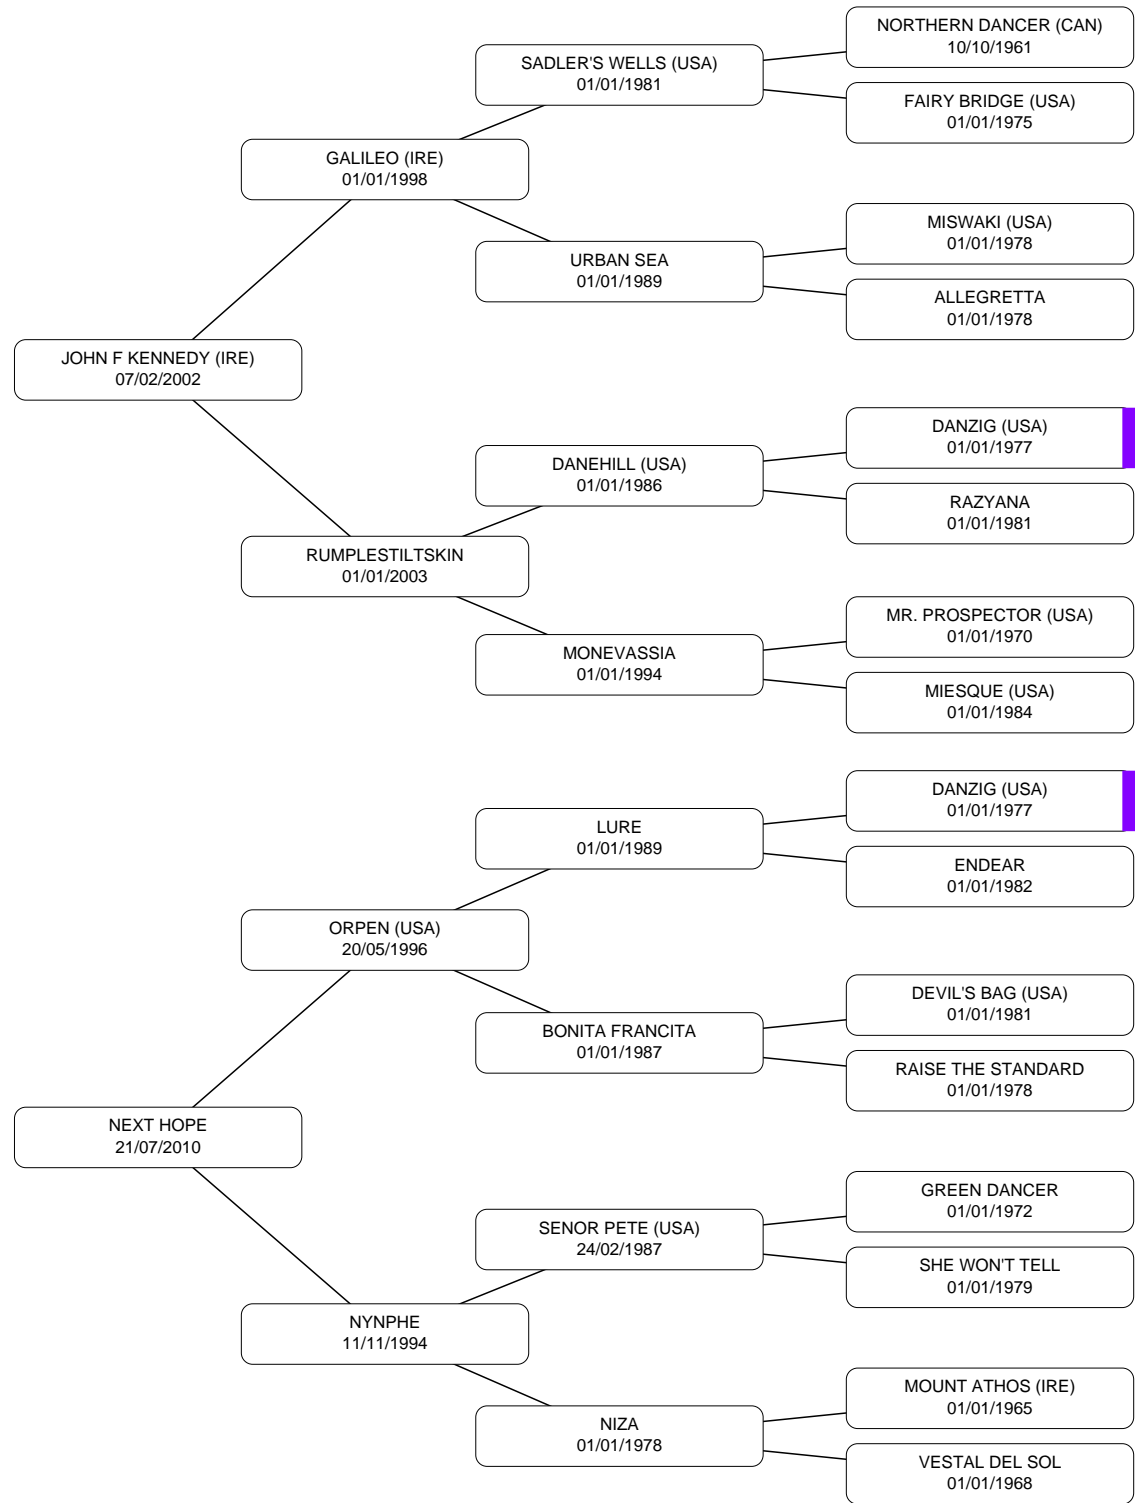 NORTHERN DANCER (CAN)
10/10/1961
SADLER'S WELLS (USA)
01/01/1981
FAIRY BRIDGE (USA)
01/01/1975
GALILEO (IRE)
01/01/1998
MISWAKI (USA)
01/01/1978
URBAN SEA
01/01/1989
ALLEGRETTA
01/01/1978
JOHN F KENNEDY (IRE)
07/02/2002
DANZIG (USA)
01/01/1977
DANEHILL (USA)
01/01/1986
RAZYANA
01/01/1981
RUMPLESTILTSKIN
01/01/2003
MR. PROSPECTOR (USA)
01/01/1970
MONEVASSIA
01/01/1994
MIESQUE (USA)
01/01/1984
DANZIG (USA)
01/01/1977
LURE
01/01/1989
ENDEAR
01/01/1982
ORPEN (USA)
20/05/1996
DEVIL'S BAG (USA)
01/01/1981
BONITA FRANCITA
01/01/1987
RAISE THE STANDARD
01/01/1978
NEXT HOPE
21/07/2010
GREEN DANCER
01/01/1972
SENOR PETE (USA)
24/02/1987
SHE WON'T TELL
01/01/1979
NYNPHE
11/11/1994
MOUNT ATHOS (IRE)
01/01/1965
NIZA
01/01/1978
VESTAL DEL SOL
01/01/1968